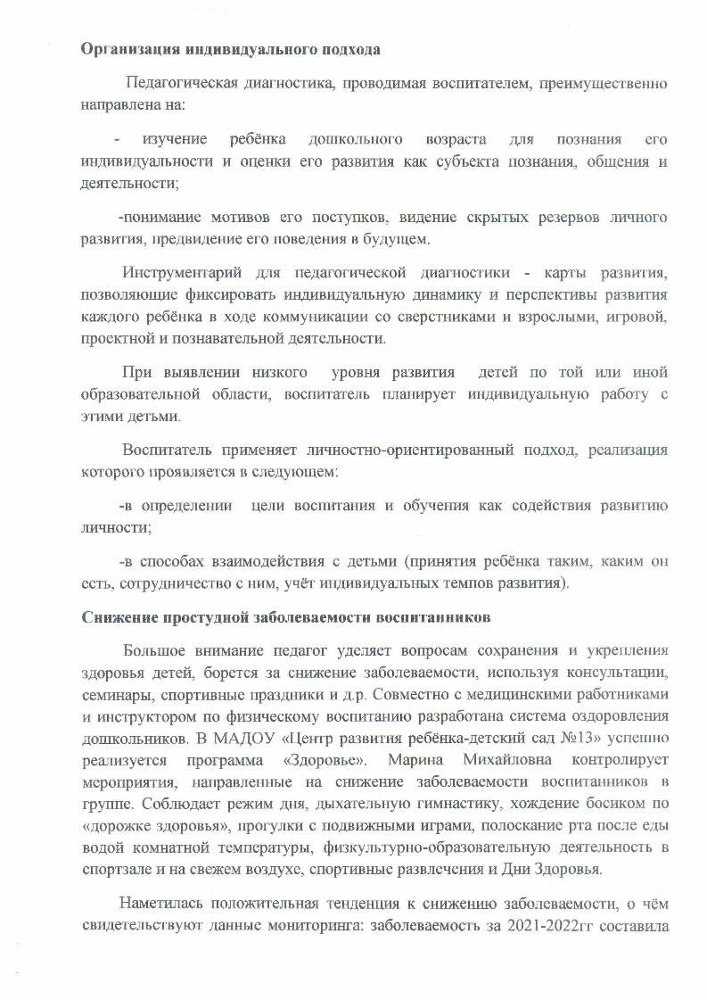 Организация индивидуального подхода
Педагогическая диагностика, проводимая воспитателем, преимущественно
направлена на:
- изучение ребёнка дошкольного возраста для познания его
индивидуальности и оценки его развития как субъекта познания, общения и
деятельности;
-понимание мотивов его поступков, видение скрытых резервов личного
развития, предвидение его поведения в будущем.
Инструментарий для педагогической диагностики - карты развития,
позволяющие фиксировать индивидуальную динамику и перспективы развития
каждого ребёнка в ходе коммуникации со сверстниками и взрослыми, игровой,
проектной и познавательной деятельности.
При выявлении низкого уровня развития детей по той или иной
образовательной области, воспитатель планирует индивидуальную работу с
этими детьми.
Воспитатель применяет личностно-ориентированный подход, реализация
которого проявляется в следующем:
-в определении цели воспитания и обучения как содействия развитию
личности;
-в способах взаимодействия с детьми (принятия ребёнка таким, каким он
есть, сотрудничество с ним, учёт индивидуальных темпов развития).
Снижение простудной заболеваемости воспитанников
Большое внимание педагог уделяет вопросам сохранения и укрепления
здоровья детей, борется за снижение заболеваемости, используя консультации,
семинары, спортивные праздники и д.р. Совместно с медицинскими работниками
и инструктором по физическому воспитанию разработана система оздоровления
дошкольников. В МАДОУ «Центр развития ребёнка-детский сад №13» успешно
реализуется программа «Здоровье». Марина Михайловна контролирует
мероприятия, направленные на снижение заболеваемости воспитанников в
группе. Соблюдает режим дня, дыхательную гимнастику, хождение босиком по
«дорожке здоровья», прогулки с подвижными играми, полоскание рта после еды
водой комнатной температуры, физкультурно-образовательную деятельность в
спортзале и на свежем воздухе, спортивные развлечения и Дни Здоровья.
Наметилась положительная тенденция к снижению заболеваемости, о чём
свидетельствуют данные мониторинга: заболеваемость за 2021-2022гг составила